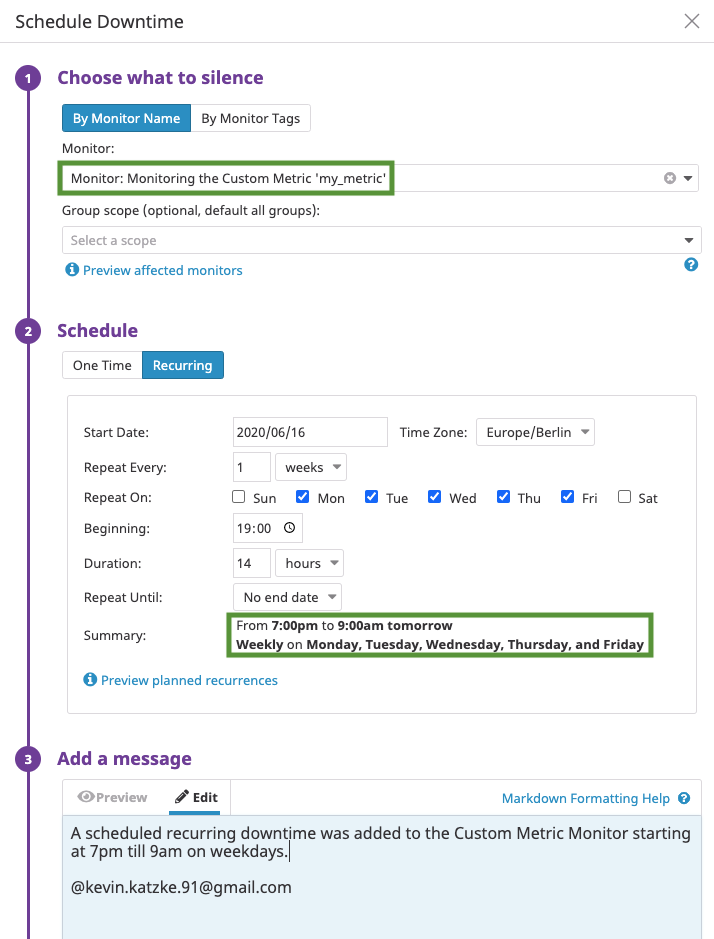 Schedule Downtime
1 Choose what to silence
By Monitor Name By Monitor Tags
Monitor:
Monitor: Monitoring the Custom Metric 'my_metric'
Group scope (optional, default all groups):
Select a scope
Preview affected monitors
2 Schedule
One Time Recurring
Start Date: 2020/06/16 Time Zone: Europe/Berlin
Repeat Every: 1 weeks
Repeat On: Sun Mon Tue Wed Thu Fri Sat
Beginning: 19:00
Duration: 14 hours
Repeat Until: No end date
Summary: From 7:00pm to 9:00am tomorrow
Weekly on Monday, Tuesday, Wednesday, Thursday, and Friday
Preview planned recurrences
3 Add a message
Preview Edit Markdown Formatting Help
A scheduled recurring downtime was added to the Custom Metric Monitor starting
at 7pm till 9am on weekdays.
@kevin.katzke.91@gmail.com